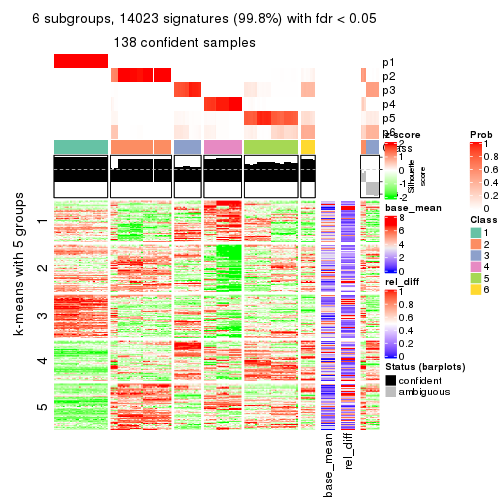 6 subgroups, 14023 signatures (99.8%) with fdr < 0.05
138 confident samples
p1
p2
p3
p4
p5
p6
Class
z-score
2
1
0
-1
-2
Silhouette
score
k-means with 5 groups
1
2
3
4
5
base_mean
rel_diff
base_mean
8
6
4
2
0
rel_diff
1
0.8
0.6
0.4
0.2
0
Status (barplots)
confident
ambiguous
Prob
1
0.8
0.6
0.4
0.2
0
Class
1
2
3
4
5
6